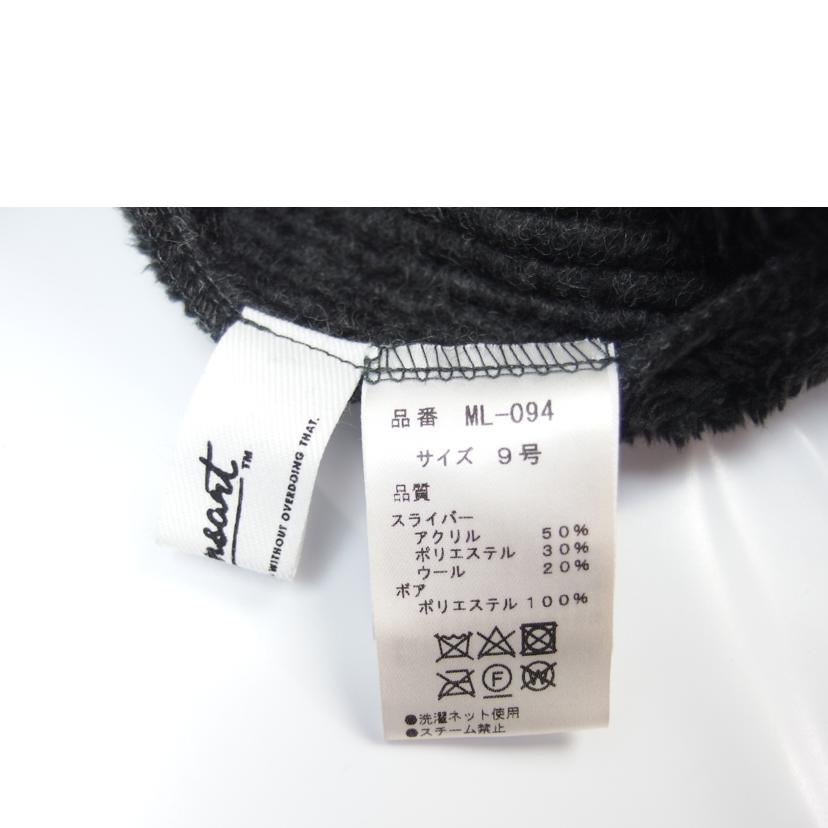 TM
WITHOUT OVERDOING THAT.
品番 ML-094
サイズ 9号
品質
スライバー
アクリル 50%
ポリエステル 30%
ウール 20%
ボア
ポリエステル 100%
F
W
●洗濯ネット使用
●スチーム禁止